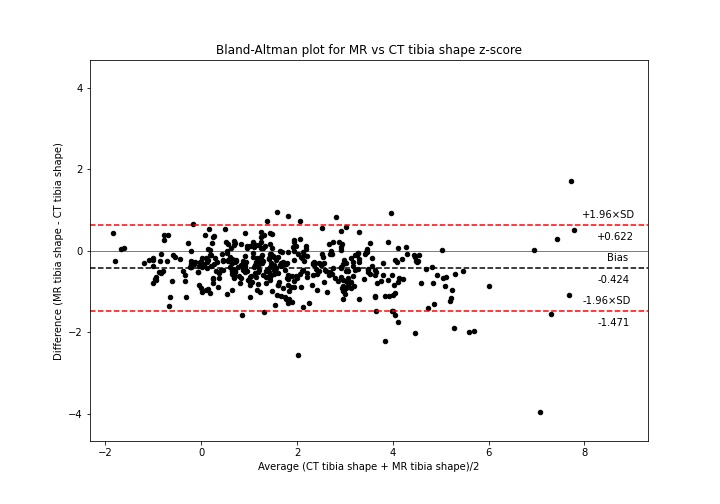 Bland-Altman plot for MR vs CT tibia shape z-score
Difference (MR tibia shape - CT tibia shape)
4
2
0
−2
−4
+1.96×SD
+0.622
Bias
-0.424
-1.96×SD
-1.471
−2
0
2
4
6
8
Average (CT tibia shape + MR tibia shape)/2